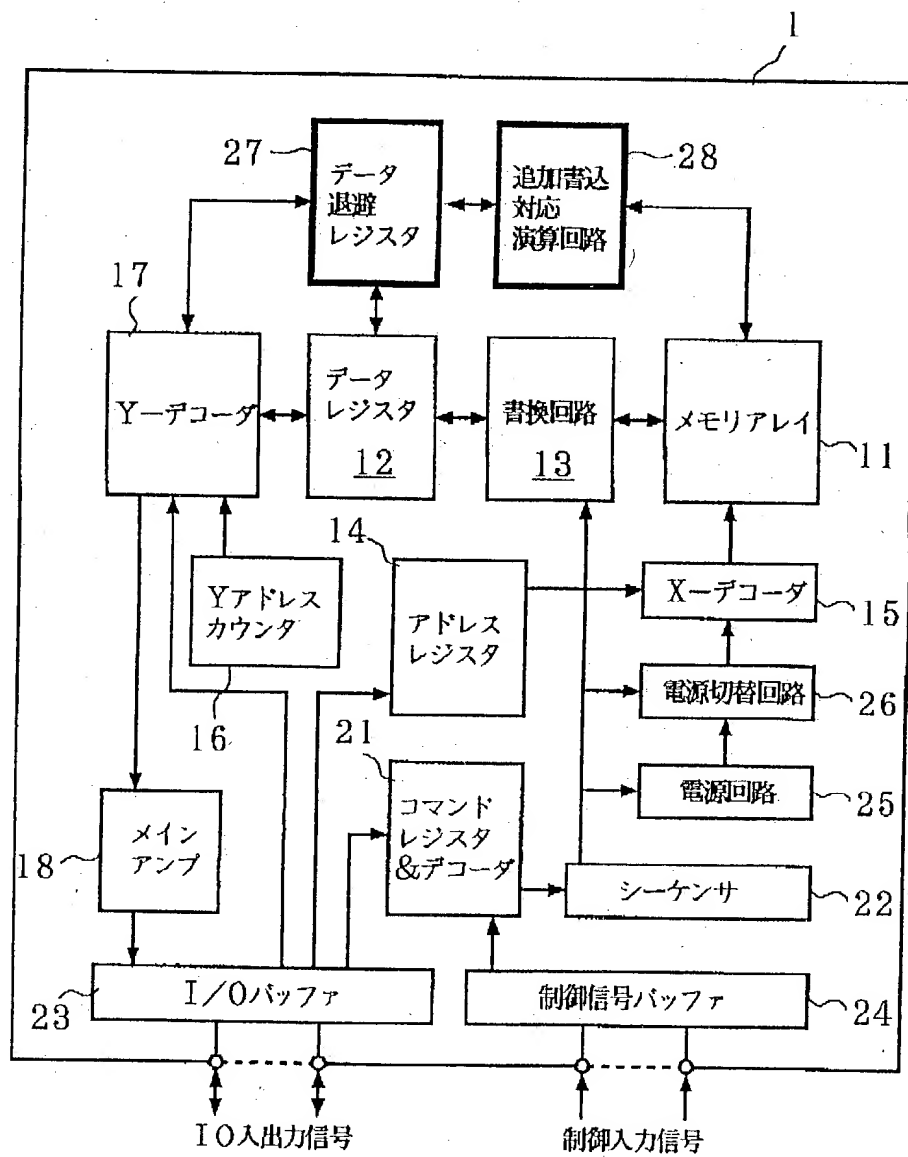 1
27
データ
退避
レジスタ
追加書込
対応
演算回路
28
17
Yーデコーダ
データ
レジスタ
12
書換回路
13
メモリアレイ
11
14
Yアドレス
カウンタ
16
アドレス
レジスタ
Xーデコーダ
15
電源切替回路
26
21
電源回路
25
メイン
アンプ
18
コマンド
レジスタ
&デコーダ
シーケンサ
22
I/Oバッファ
23
制御信号バッファ
24
IO入出力信号
制御入力信号